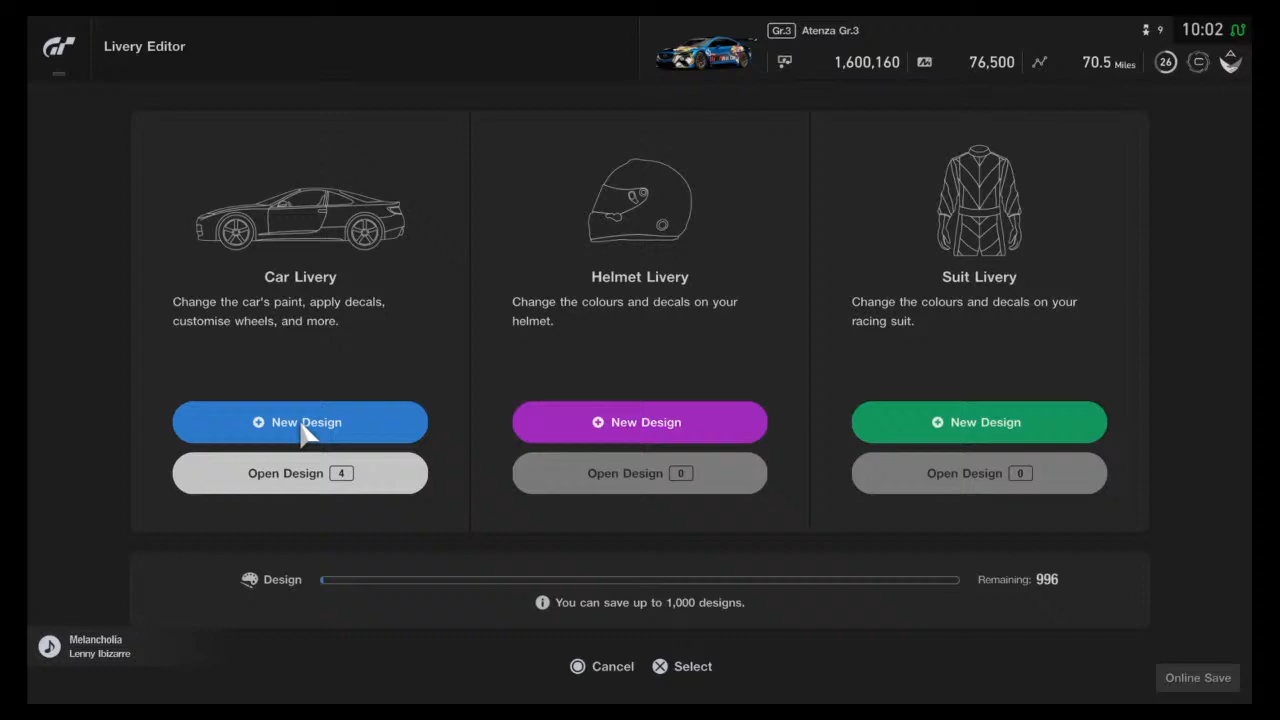 Livery Editor
Gr.3 Atenza Gr.3
9
10:02
1,600,160
76,500
70.5 Miles
26
C
Car Livery
Change the car's paint, apply decals,
customise wheels, and more.
New Design
Open Design 4
Helmet Livery
Change the colours and decals on your
helmet.
New Design
Open Design 0
Suit Livery
Change the colours and decals on your
racing suit.
New Design
Open Design 0
Design
Remaining: 996
You can save up to 1,000 designs.
Melancholia
Lenny Ibizarre
Cancel
Select
Online Save